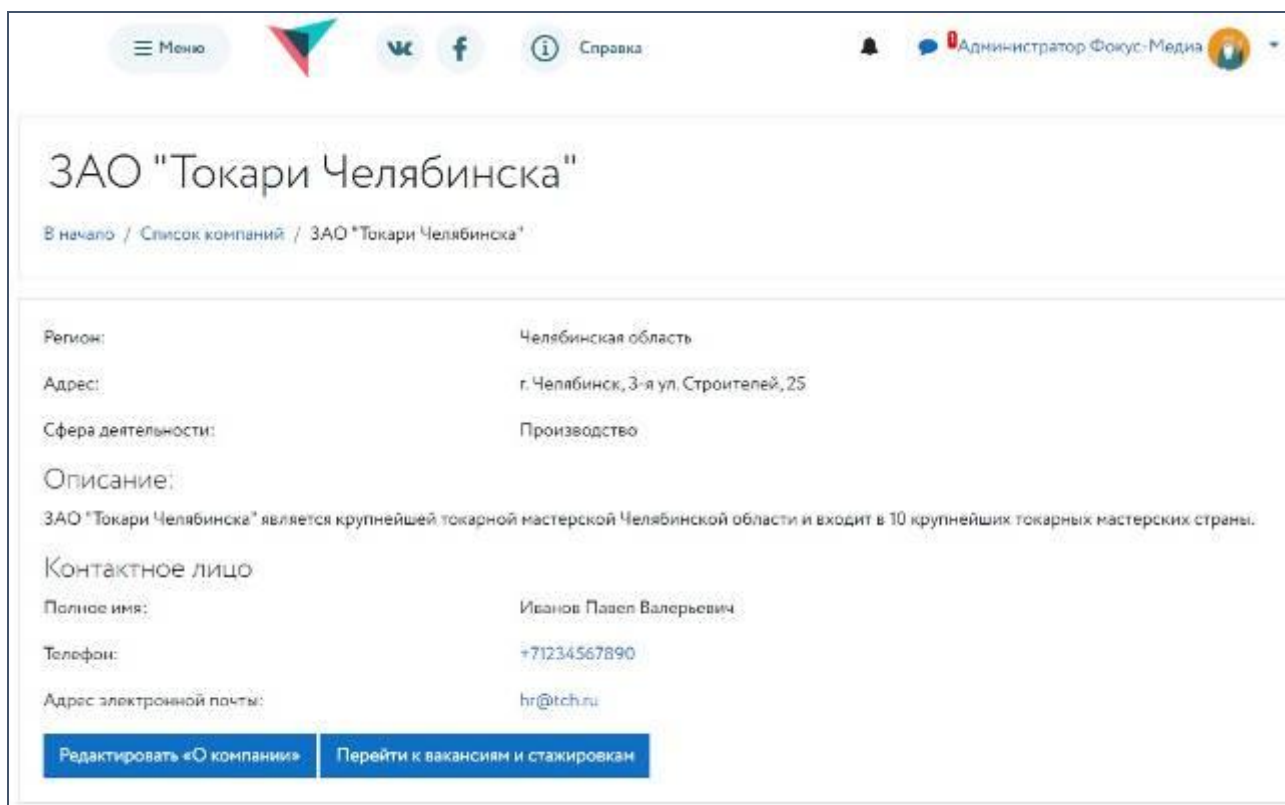 Меню
Справка
Администратор Фокус-Медиа
ЗАО "Токари Челябинска"
В начало / Список компаний / ЗАО "Токари Челябинска"
Регион: Челябинская область
Адрес: г. Челябинск, 3-я ул. Строителей, 25
Сфера деятельности: Производство
Описание:
ЗАО "Токари Челябинска" является крупнейшей токарной мастерской Челябинской области и входит в 10 крупнейших токарных мастерских страны.
Контактное лицо
Полное имя: Иванов Павел Валерьевич
Телефон: +71234567890
Адрес электронной почты: hr@tch.ru
Редактировать «О компании» Перейти к вакансиям и стажировкам